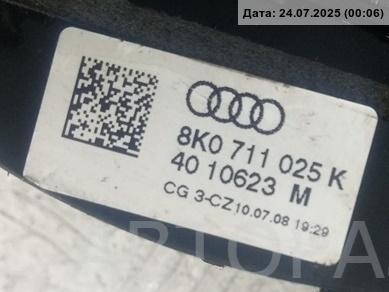 Дата: 24.07.2025 (00:06)
8K0 711 025 K
40 10623 M
CG 3-CZ 10.07.08 19:29
АВТОГРА